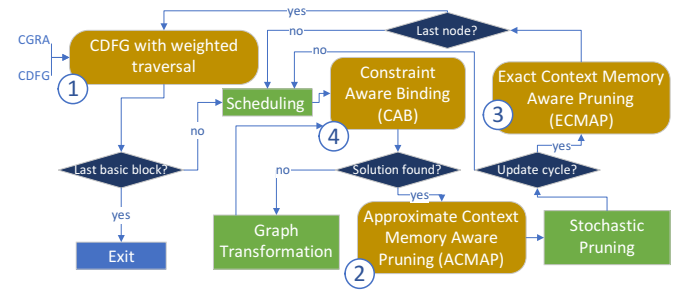 yes
CGRA
CDFG
CDFG with weighted
traversal
1
no
Last node?
no
Constraint
Aware Binding
(CAB)
4
Exact Context Memory
Aware Pruning
(ECMAP)
3
Scheduling
no
yes
Last basic block?
no
Solution found?
Update cycle?
yes
yes
Exit
Graph
Transformation
Approximate Context
Memory Aware
Pruning (ACMAP)
2
Stochastic
Pruning